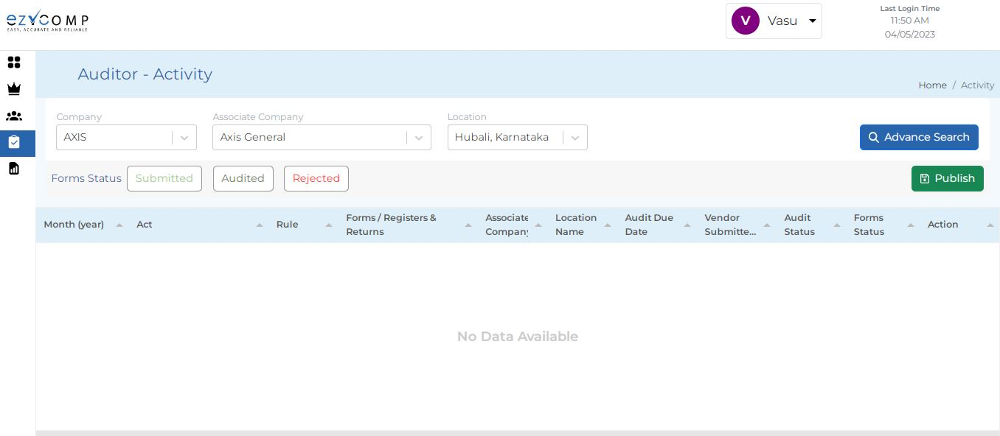 ezycomp
EASY, ACCURATE AND RELIABLE
V Vasu
Last Login Time
11:50 AM
04/05/2023
Auditor - Activity
Home / Activity
Company
AXIS
Associate Company
Axis General
Location
Hubali, Karnataka
Advance Search
Forms Status Submitted Audited Rejected
Publish
Month (year)
Act
Rule
Forms / Registers &
Returns
Associate
Company
Location
Name
Audit Due
Date
Vendor
Submitte...
Audit
Status
Forms
Status
Action
No Data Available